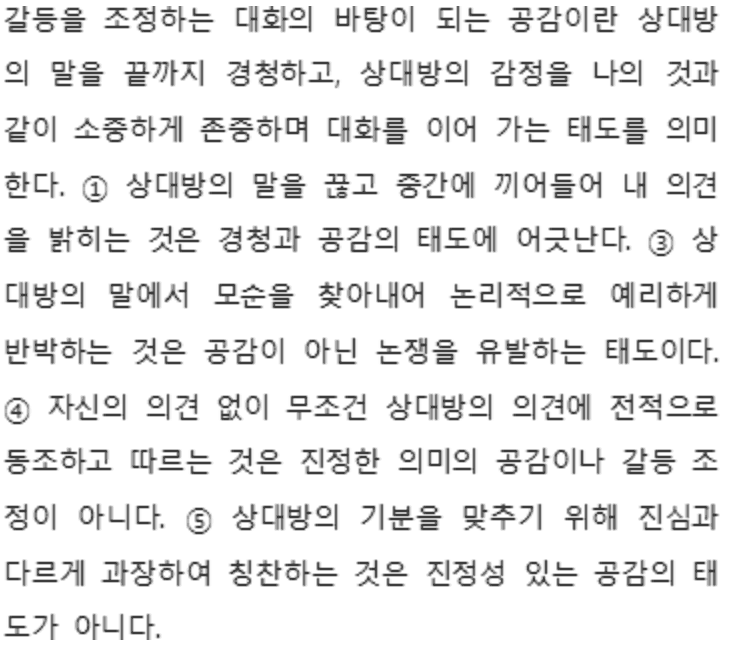 갈등을 조정하는 대화의 바탕이 되는 공감이란 상대방
의 말을 끝까지 경청하고, 상대방의 감정을 나의 것과
같이 소중하게 존중하며 대화를 이어 가는 태도를 의미
한다. ① 상대방의 말을 끊고 중간에 끼어들어 내 의견
을 밝히는 것은 경청과 공감의 태도에 어긋난다. ③ 상
대방의 말에서 모순을 찾아내어 논리적으로 예리하게
반박하는 것은 공감이 아닌 논쟁을 유발하는 태도이다.
④ 자신의 의견 없이 무조건 상대방의 의견에 전적으로
동조하고 따르는 것은 진정한 의미의 공감이나 갈등 조
정이 아니다. ⑤ 상대방의 기분을 맞추기 위해 진심과
다르게 과장하여 칭찬하는 것은 진정성 있는 공감의 태
도가 아니다.